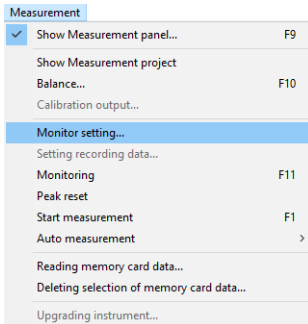 Measurement
Show Measurement panel... F9
Show Measurement project
Balance... F10
Calibration output...
Monitor setting...
Setting recording data...
Monitoring F11
Peak reset
Start measurement F1
Auto measurement
Reading memory card data...
Deleting selection of memory card data...
Upgrading instrument...